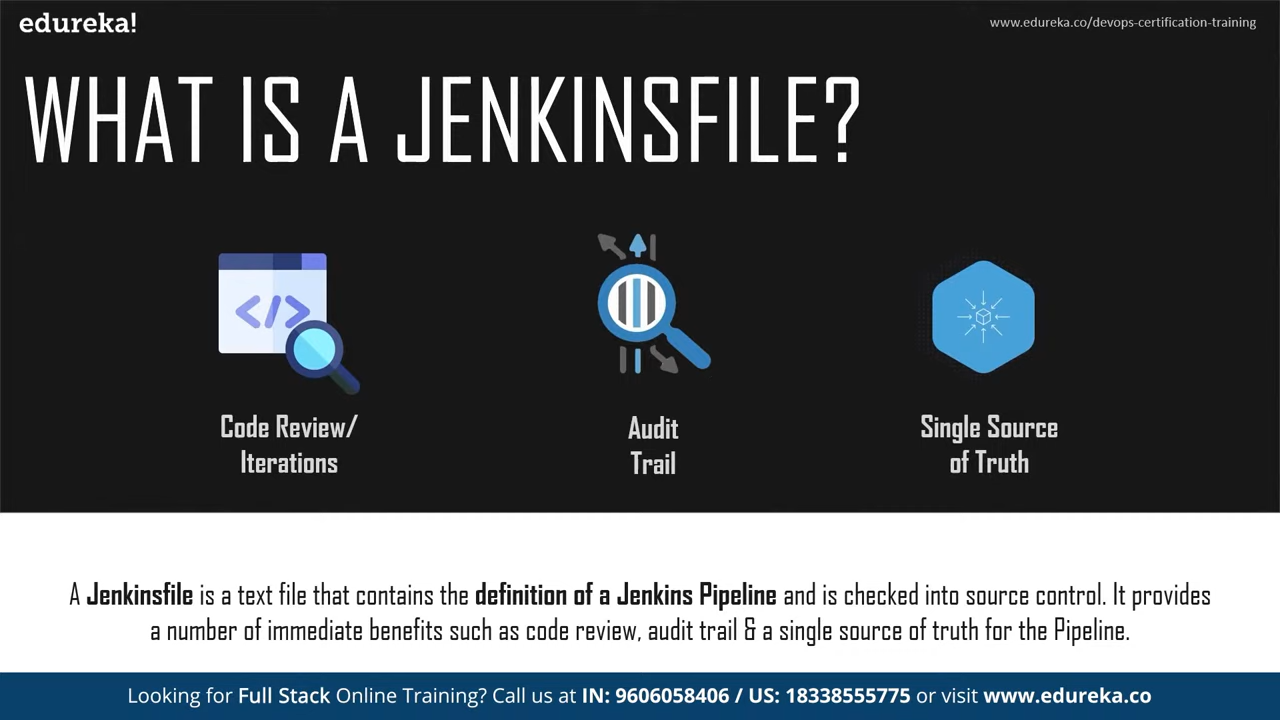 edureka!
www.edureka.co/devops-certification-training
WHAT IS A JENKINSFILE?
</>
Code Review/
Iterations
Audit
Trail
Single Source
of Truth
A Jenkinsfile is a text file that contains the definition of a Jenkins Pipeline and is checked into source control. It provides
a number of immediate benefits such as code review, audit trail & a single source of truth for the Pipeline.
Looking for Full Stack Online Training? Call us at IN: 9606058406 / US: 18338555775 or visit www.edureka.co